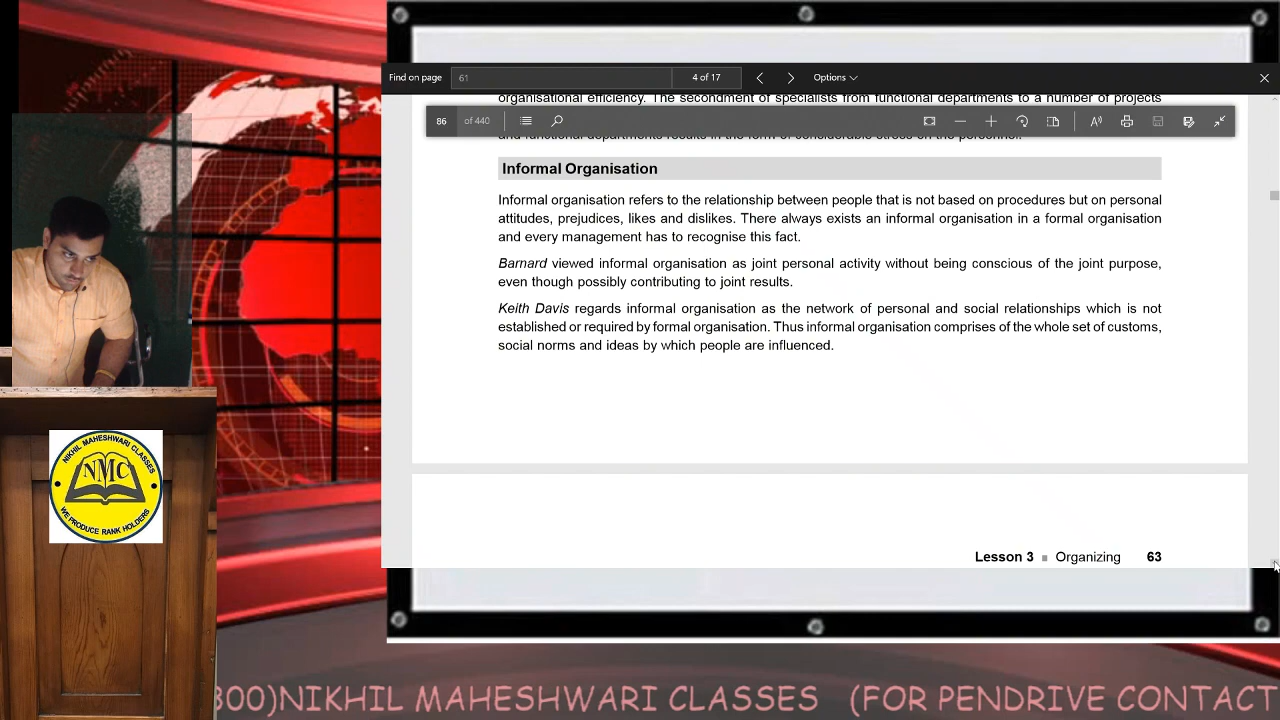 Find on page
61
4 of 17
Options
organisational efficiency. The secondment of specialists from functional departments to a number of projects
86 of 440
Informal Organisation
Informal organisation refers to the relationship between people that is not based on procedures but on personal
attitudes, prejudices, likes and dislikes. There always exists an informal organisation in a formal organisation
and every management has to recognise this fact.
Barnard viewed informal organisation as joint personal activity without being conscious of the joint purpose,
even though possibly contributing to joint results.
Keith Davis regards informal organisation as the network of personal and social relationships which is not
established or required by formal organisation. Thus informal organisation comprises of the whole set of customs,
social norms and ideas by which people are influenced.
Lesson 3 ■ Organizing 63
NIKHIL MAHESHWARI CLASSES
NMC
WE PRODUCE RANK HOLDERS
300)NIKHIL MAHESHWARI CLASSES (FOR PENDRIVE CONTACT